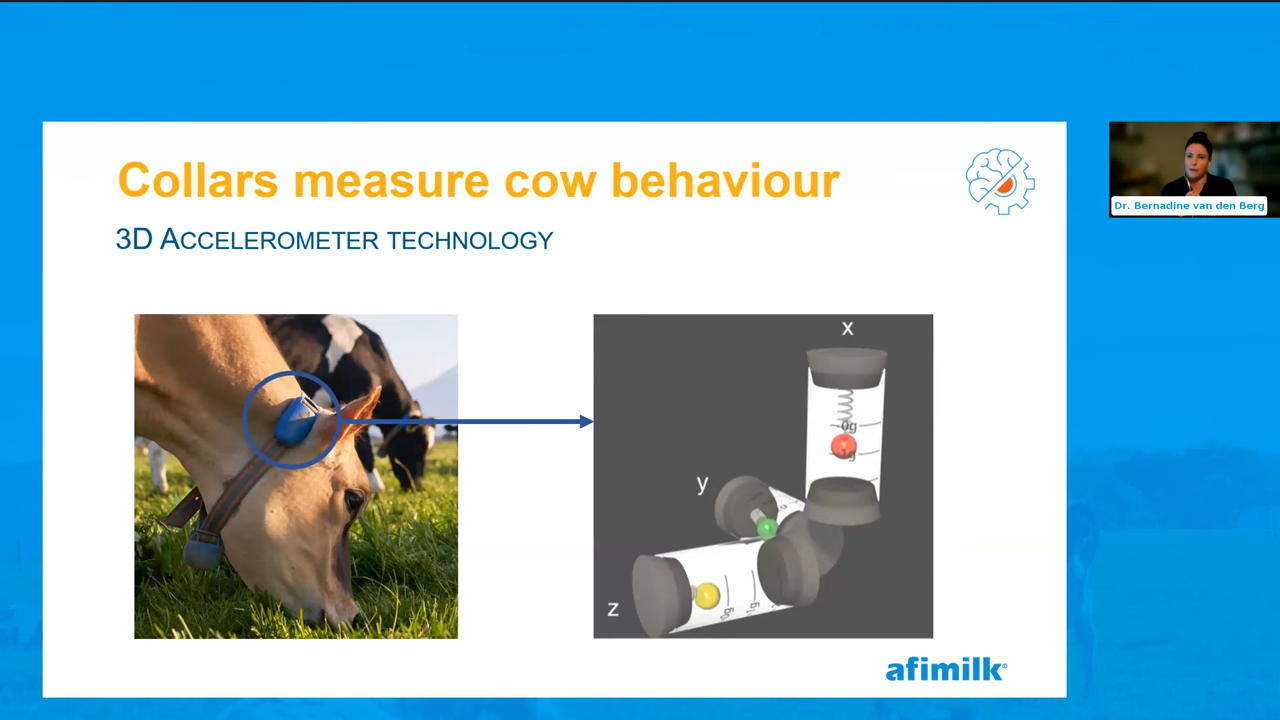 Collars measure cow behaviour
3D ACCELEROMETER TECHNOLOGY
Dr. Bernadine van den Berg
x
0g
y
z
afimilk®